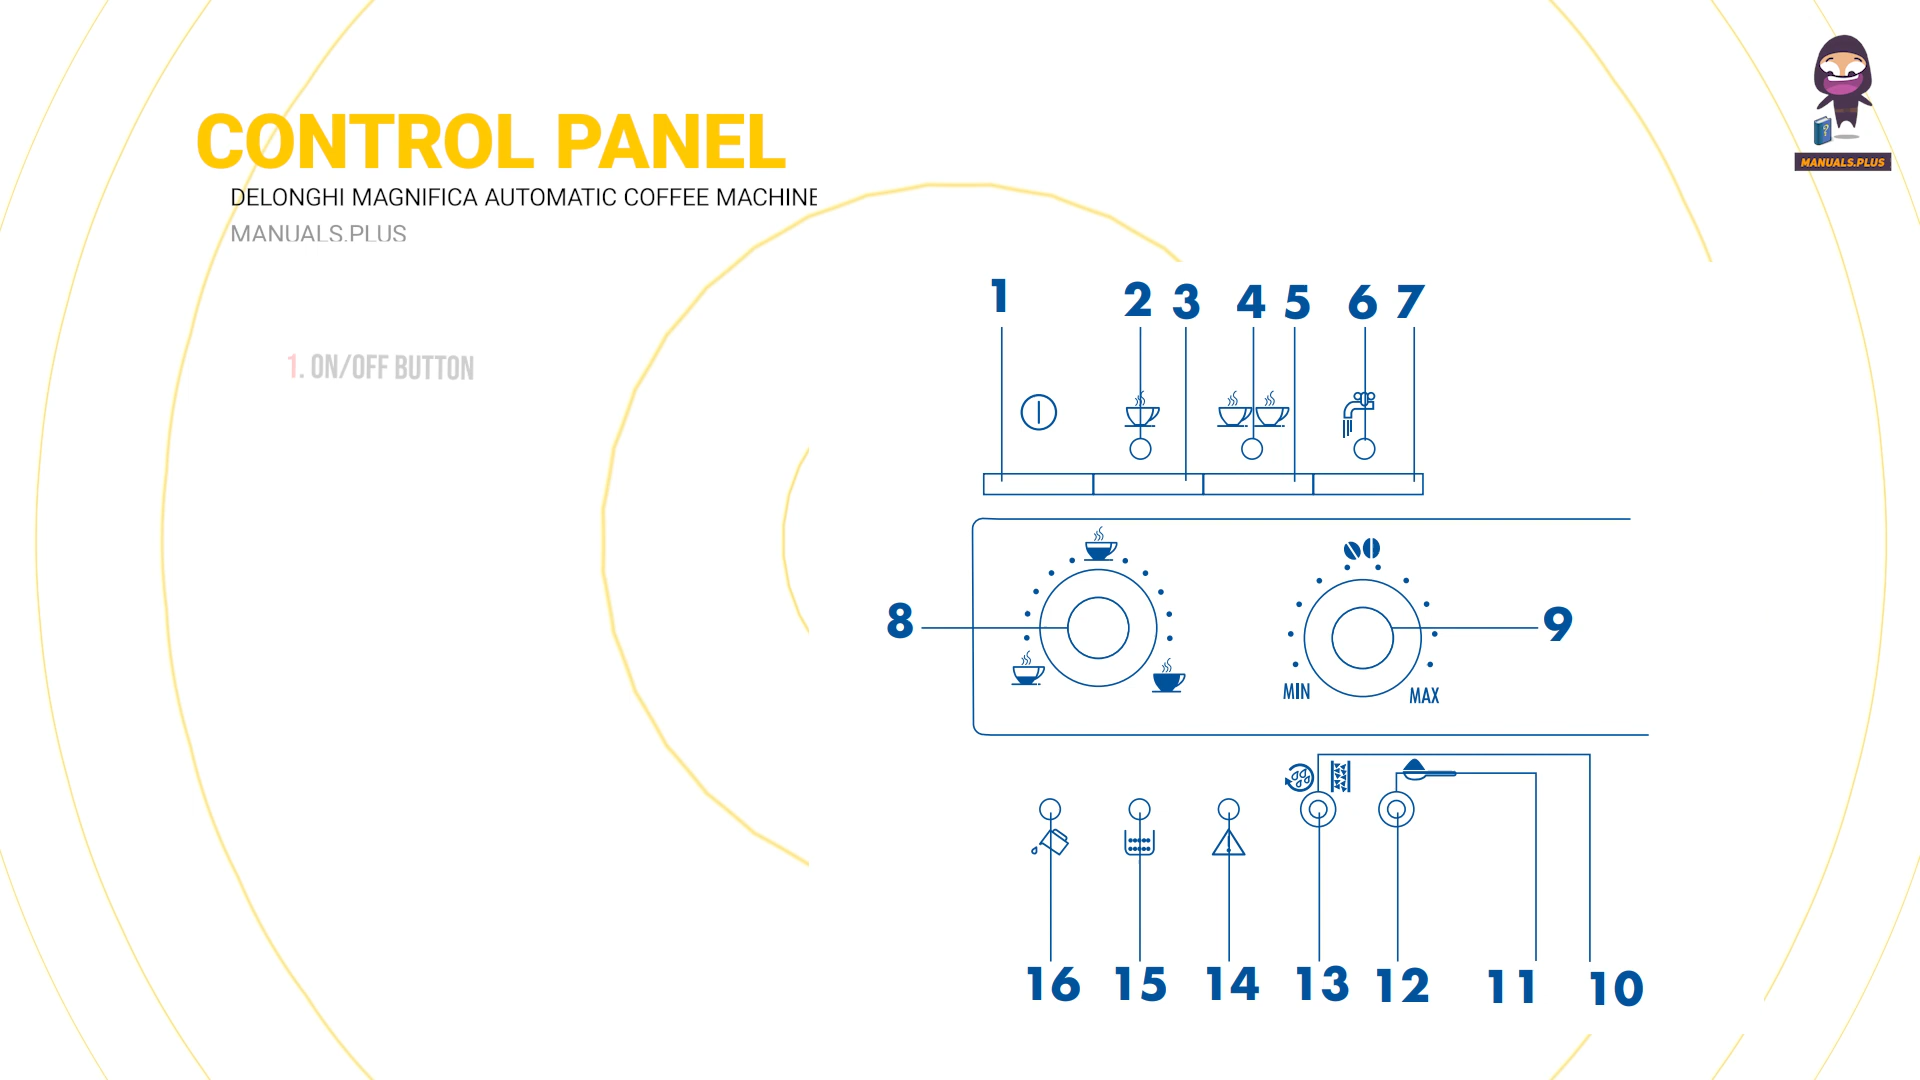 CONTROL PANEL
DELONGHI MAGNIFICA AUTOMATIC COFFEE MACHINE
MANUALS.PLUS
MANUALS.PLUS
1. ON/OFF BUTTON
1 2 3 4 5 6 7
8 9
MIN MAX
16 15 14 13 12 11 10